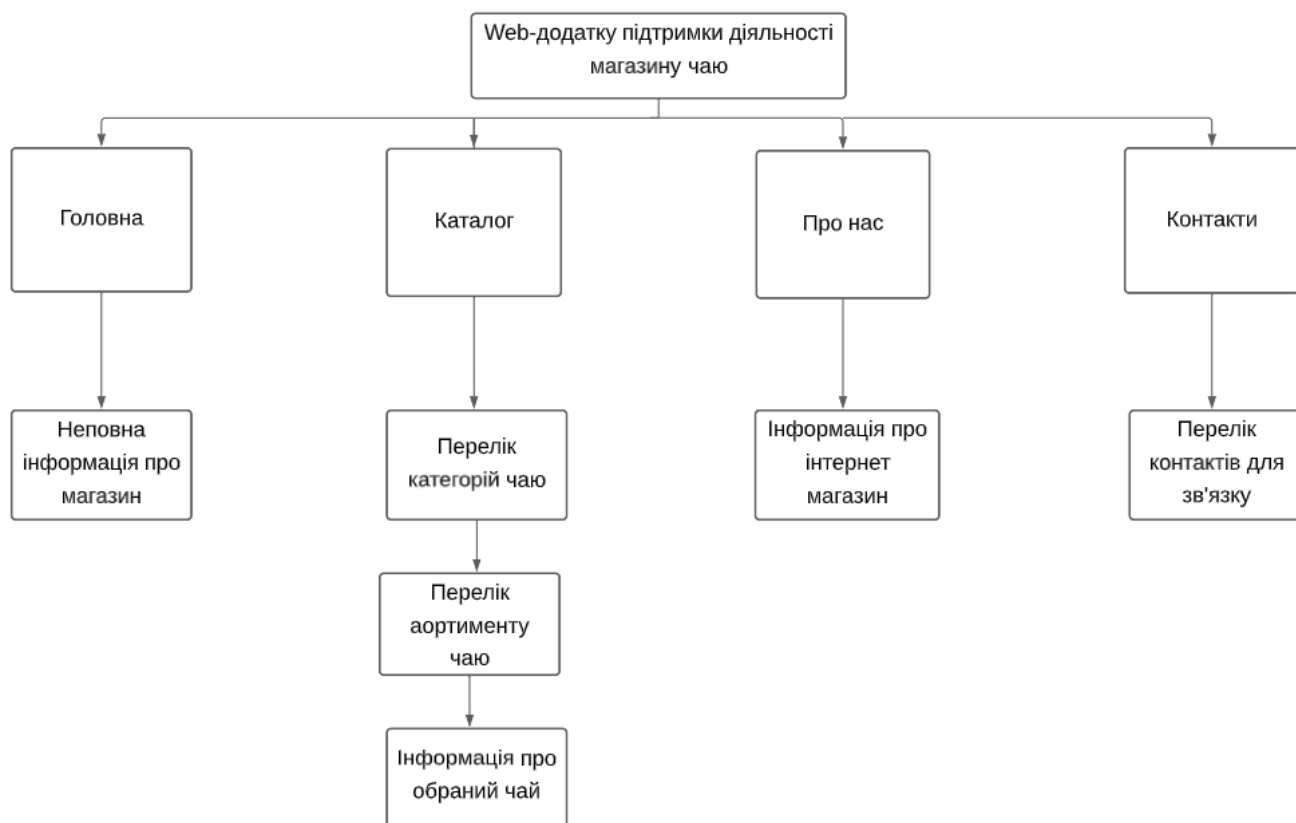 Web-додатку підтримки діяльності
магазину чаю
Головна
Каталог
Про нас
Контакти
Неповна
інформація про
магазин
Перелік
категорій чаю
Інформація про
інтернет
магазин
Перелік
контактів для
зв'язку
Перелік
аортименту
чаю
Інформація про
обраний чай